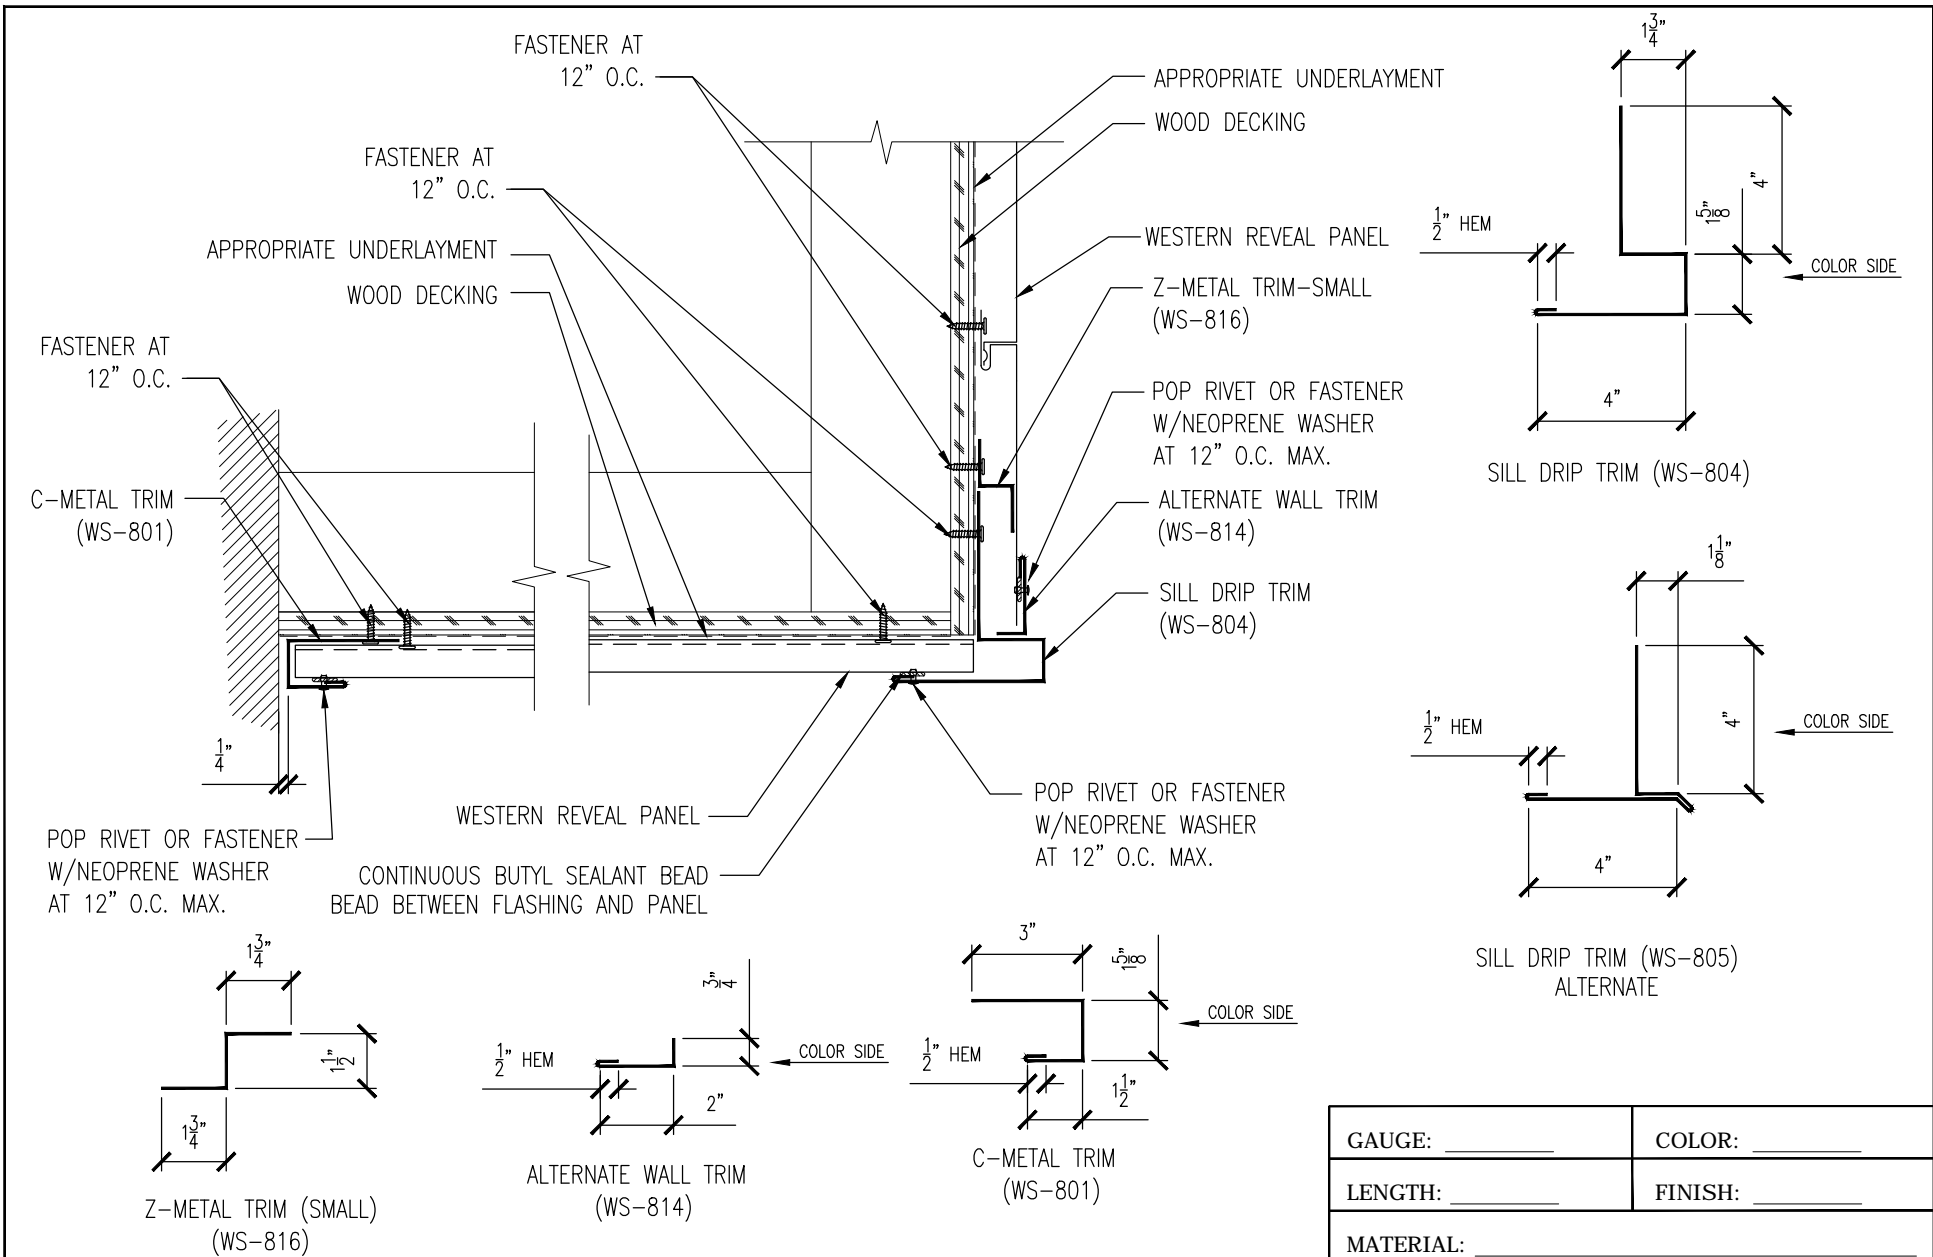 FASTENER AT
12" O.C.
APPROPRIATE UNDERLAYMENT
WOOD DECKING
FASTENER AT
12" O.C.
APPROPRIATE UNDERLAYMENT
WOOD DECKING
FASTENER AT
12" O.C.
C-METAL TRIM
(WS-801)
WESTERN REVEAL PANEL
Z-METAL TRIM-SMALL
(WS-816)
POP RIVET OR FASTENER
W/NEOPRENE WASHER
AT 12" O.C. MAX.
ALTERNATE WALL TRIM
(WS-814)
SILL DRIP TRIM
(WS-804)
1/4"
POP RIVET OR FASTENER
W/NEOPRENE WASHER
AT 12" O.C. MAX.
WESTERN REVEAL PANEL
CONTINUOUS BUTYL SEALANT BEAD
BEAD BETWEEN FLASHING AND PANEL
POP RIVET OR FASTENER
W/NEOPRENE WASHER
AT 12" O.C. MAX.
1 3/4"
4"
1 5/8"
1/2" HEM
COLOR SIDE
4"
SILL DRIP TRIM (WS-804)
1 1/8"
4"
1/2" HEM
COLOR SIDE
4"
SILL DRIP TRIM (WS-805)
ALTERNATE
1 3/4"
1 1/2"
1 3/4"
Z-METAL TRIM (SMALL)
(WS-816)
3/4"
1/2" HEM
COLOR SIDE
2"
ALTERNATE WALL TRIM
(WS-814)
3"
1 5/8"
COLOR SIDE
1/2" HEM
1 1/2"
C-METAL TRIM
(WS-801)
GAUGE:
COLOR:
LENGTH:
FINISH:
MATERIAL: